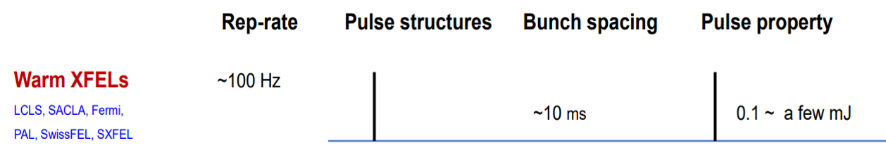 Rep-rate Pulse structures Bunch spacing Pulse property
Warm XFELs ~100 Hz
LCLS, SACLA, Fermi, ~10 ms 0.1 ~ a few mJ
PAL, SwissFEL, SXFEL